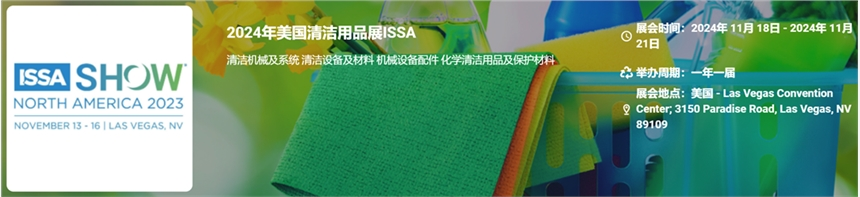 ISSA SHOW
NORTH AMERICA 2023
NOVEMBER 13 - 16 | LAS VEGAS, NV
2024年美国清洁用品展ISSA
清洁机械及系统 清洁设备及材料 机械设备配件 化学清洁用品及保护材料
展会时间：2024年 11月 18日 - 2024年 11月
21日
举办周期：一年一届
展会地点：美国 - Las Vegas Convention
Center; 3150 Paradise Road, Las Vegas, NV
89109